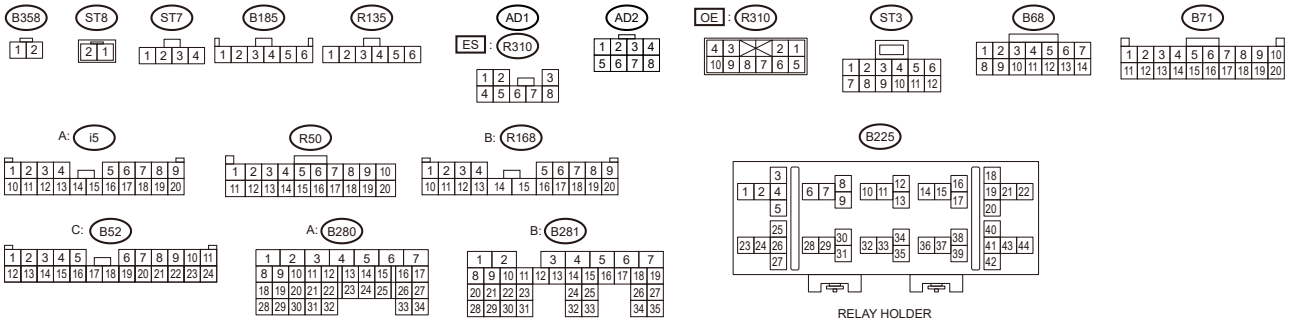 B358 ST8 ST7 B185 R135 AD1 AD2 OE : R310 ST3 B68 B71
ES : R310
1 2
2 1
1 2 3 4
1 2 3 4 5 6
1 2 3 4 5 6
1 2 3
4 5 6 7 8
1 2 3 4
5 6 7 8
4 3 2 1
10 9 8 7 6 5
1 2 3 4 5 6
7 8 9 10 11 12
1 2 3 4 5 6 7
8 9 10 11 12 13 14
1 2 3 4 5 6 7 8 9 10
11 12 13 14 15 16 17 18 19 20
A: i5 R50 B: R168 B225
1 2 3 4 5 6 7 8 9
10 11 12 13 14 15 16 17 18 19 20
1 2 3 4 5 6 7 8 9 10
11 12 13 14 15 16 17 18 19 20
1 2 3 4 5 6 7 8 9
10 11 12 13 14 15 16 17 18 19 20
3 8 12 16 18
1 2 4 6 7 10 11 14 15 19 21 22
5 9 13 17 20
25 30 34 38 40
23 24 26 28 29 32 33 36 37 41 43 44
27 31 35 39 42
RELAY HOLDER
C: B52 A: B280 B: B281
1 2 3 4 5 6 7 8 9 10 11
12 13 14 15 16 17 18 19 20 21 22 23 24
1 2 3 4 5 6 7
8 9 10 11 12 13 14 15 16 17
18 19 20 21 22 23 24 25 26 27
28 29 30 31 32 33 34
1 2 3 4 5 6 7
8 9 10 11 12 13 14 15 16 17 18 19
20 21 22 23 24 25 26 27
28 29 30 31 32 33 34 35